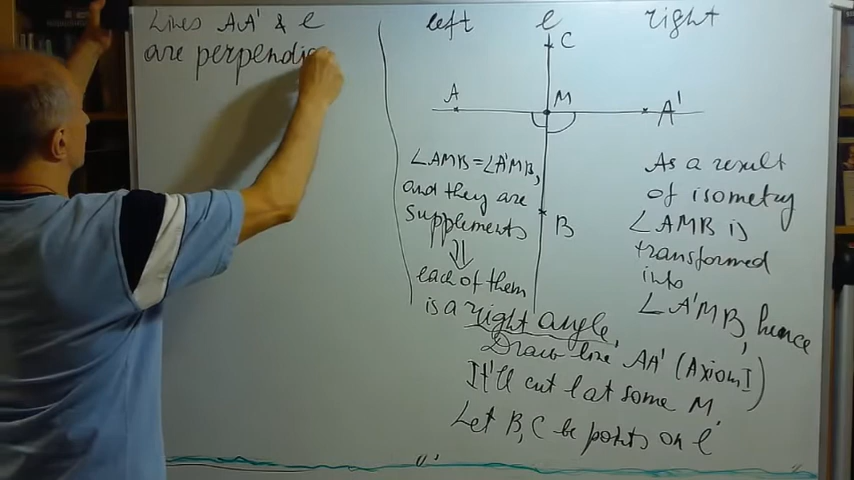 Lines AA' & l
are perpendic
left l right
C
A M A'
∠AMB=∠A'MB,
and they are
supplements
⇓
each of them
is a right angle,
B
As a result
of isometry
∠AMB is
transformed
into
∠A'MB, hence
Draw line AA' (Axiom I)
It'll cut l at some M
Let B, C be points on l